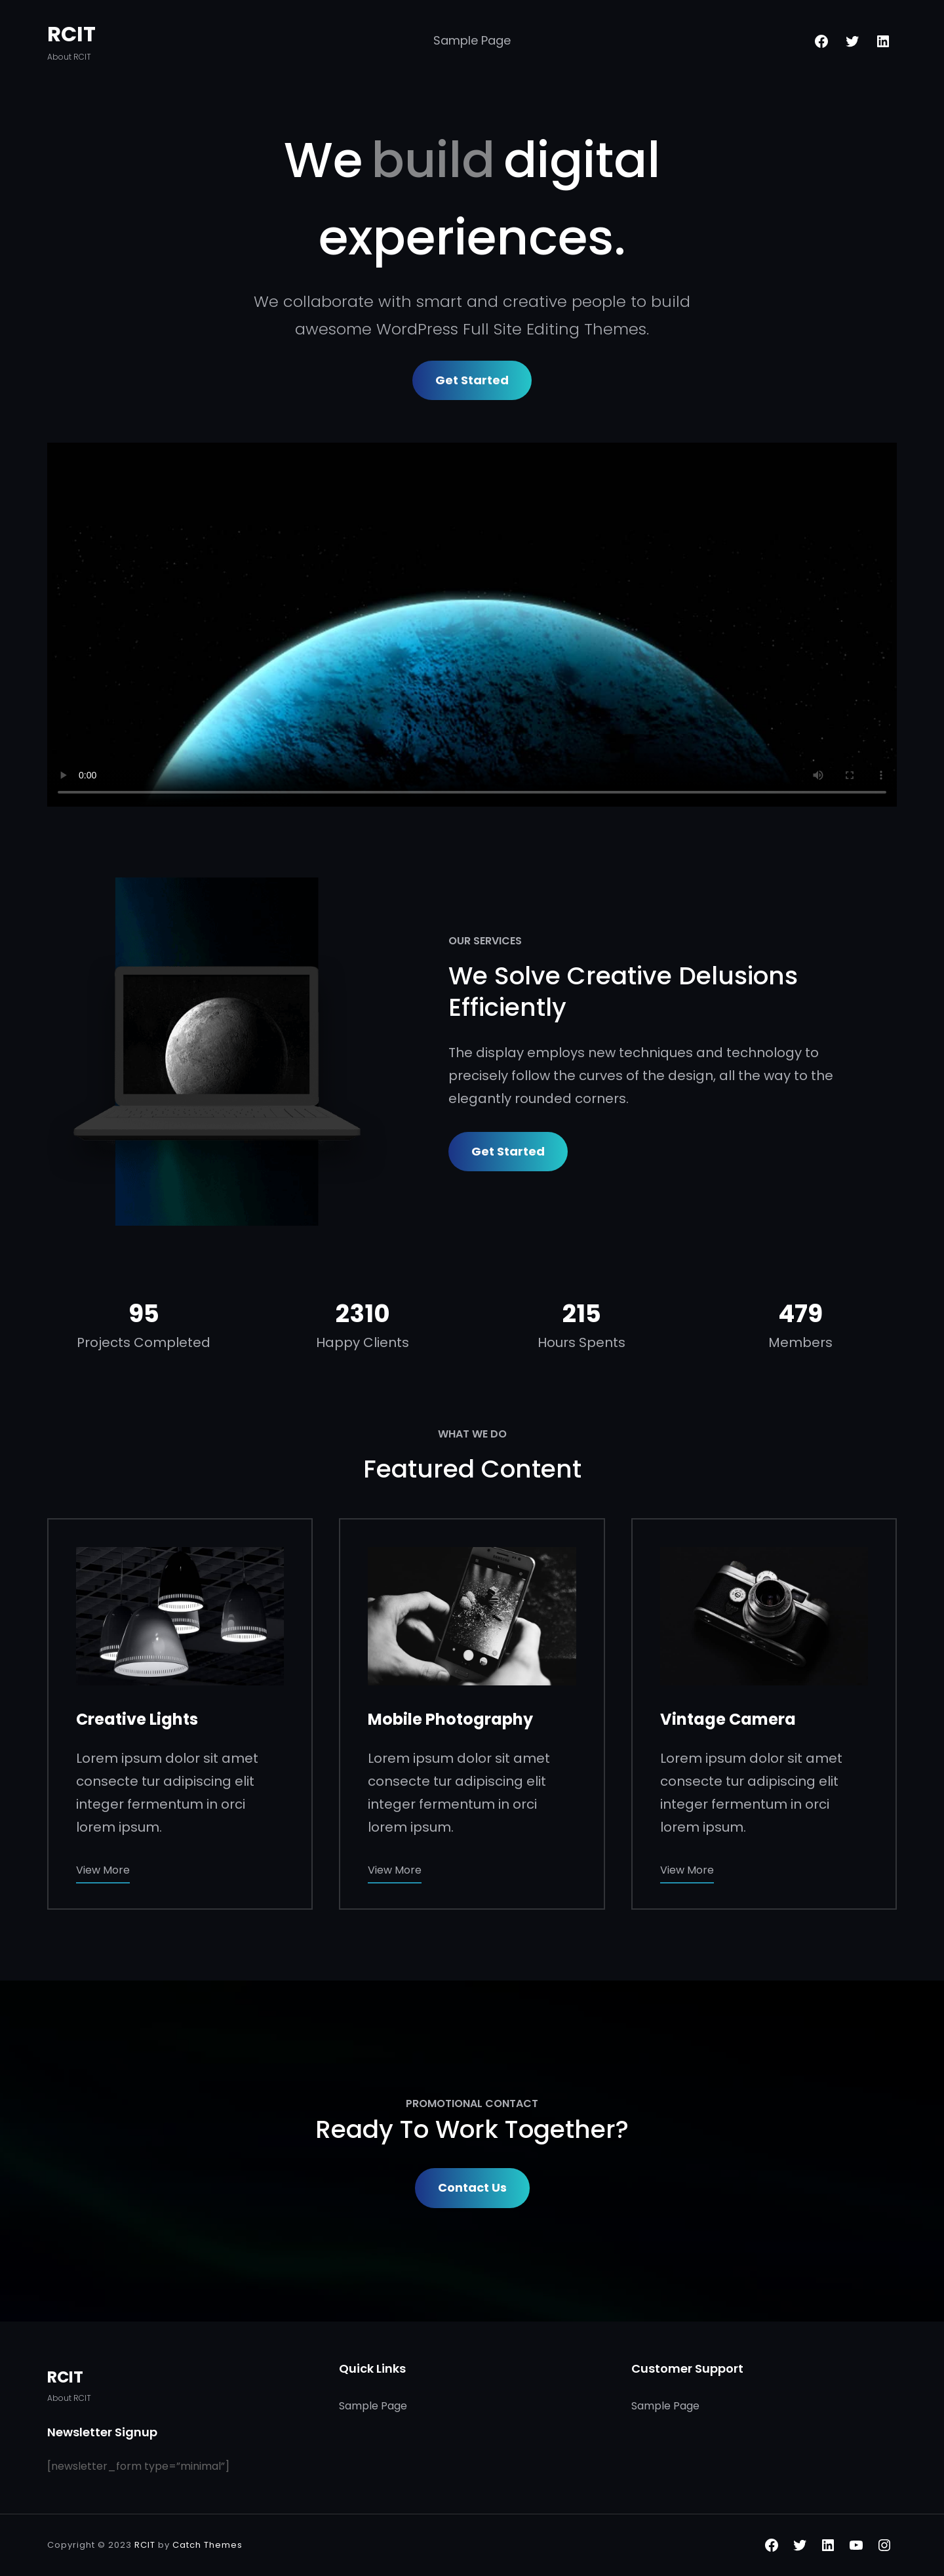 RCIT
About RCIT
Sample Page
We build digital
experiences.
We collaborate with smart and creative people to build
awesome WordPress Full Site Editing Themes.
Get Started
0:00
OUR SERVICES
We Solve Creative Delusions
Efficiently
The display employs new techniques and technology to
precisely follow the curves of the design, all the way to the
elegantly rounded corners.
Get Started
95
Projects Completed
2310
Happy Clients
215
Hours Spents
479
Members
WHAT WE DO
Featured Content
Creative Lights
Lorem ipsum dolor sit amet
consecte tur adipiscing elit
integer fermentum in orci
lorem ipsum.
View More
Mobile Photography
Lorem ipsum dolor sit amet
consecte tur adipiscing elit
integer fermentum in orci
lorem ipsum.
View More
Vintage Camera
Lorem ipsum dolor sit amet
consecte tur adipiscing elit
integer fermentum in orci
lorem ipsum.
View More
PROMOTIONAL CONTACT
Ready To Work Together?
Contact Us
RCIT
About RCIT
Newsletter Signup
[newsletter_form type="minimal"]
Quick Links
Sample Page
Customer Support
Sample Page
Copyright © 2023 RCIT by Catch Themes